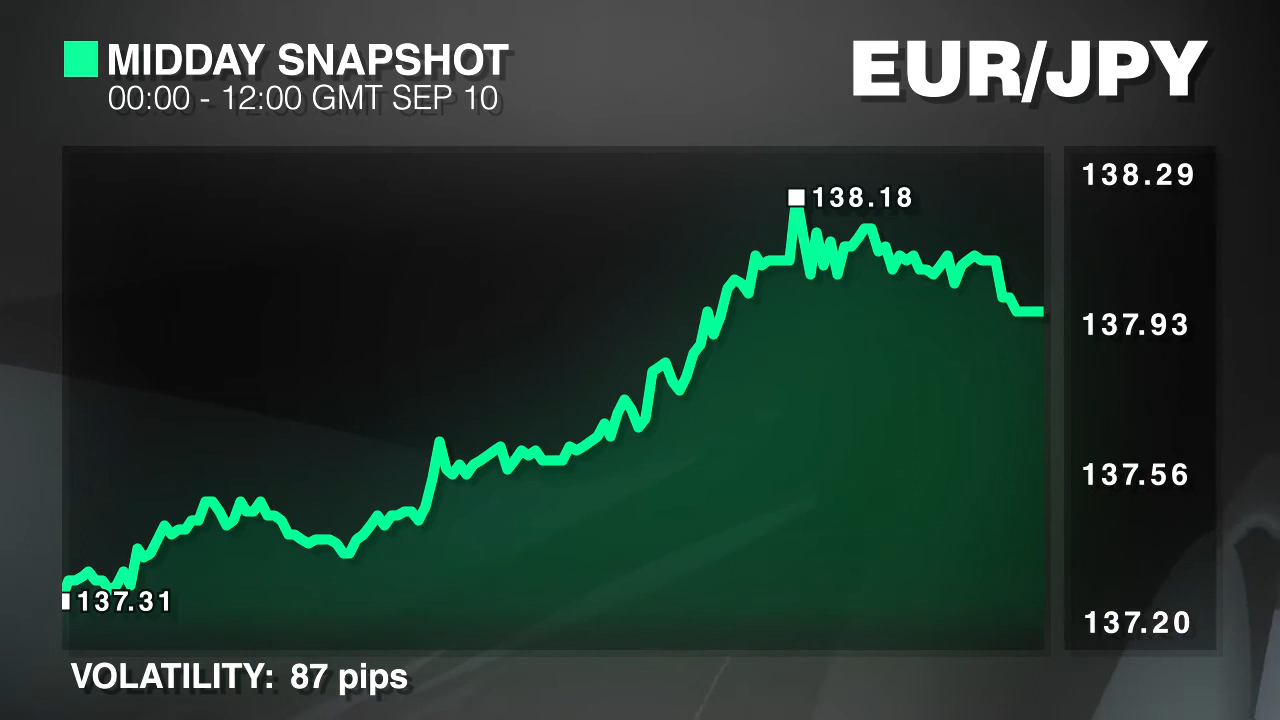 MIDDAY SNAPSHOT
00:00 - 12:00 GMT SEP 10
EUR/JPY
138.29
138.18
137.93
137.56
137.31
137.20
VOLATILITY: 87 pips